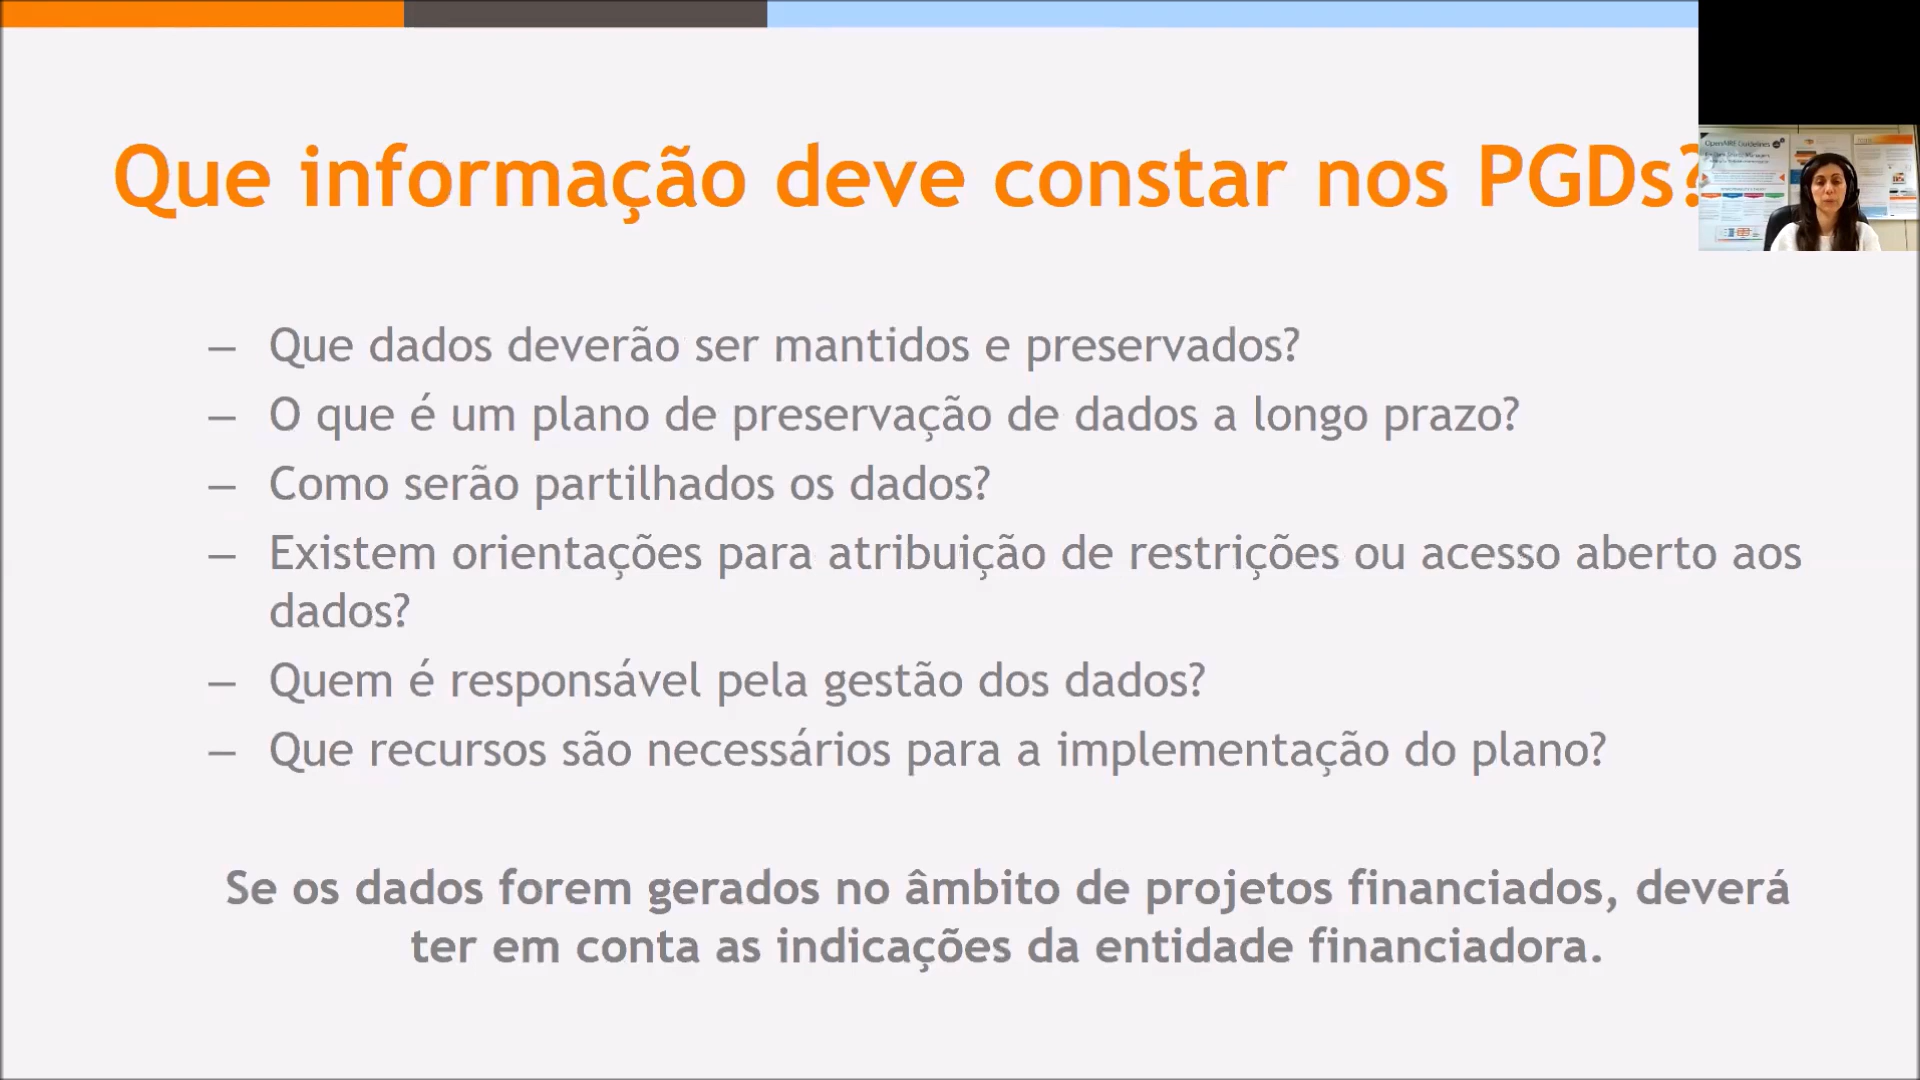 Que informação deve constar nos PGDs?
OpenAIRE Guidelines
– Que dados deverão ser mantidos e preservados?
– O que é um plano de preservação de dados a longo prazo?
– Como serão partilhados os dados?
– Existem orientações para atribuição de restrições ou acesso aberto aos
dados?
– Quem é responsável pela gestão dos dados?
– Que recursos são necessários para a implementação do plano?
Se os dados forem gerados no âmbito de projetos financiados, deverá
ter em conta as indicações da entidade financiadora.